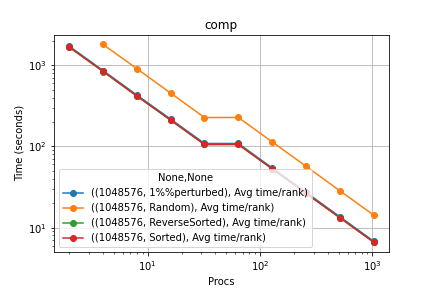 comp
Time (seconds)
10³
10²
10¹
None,None
((1048576, 1%%perturbed), Avg time/rank)
((1048576, Random), Avg time/rank)
((1048576, ReverseSorted), Avg time/rank)
((1048576, Sorted), Avg time/rank)
10¹ 10² 10³
Procs